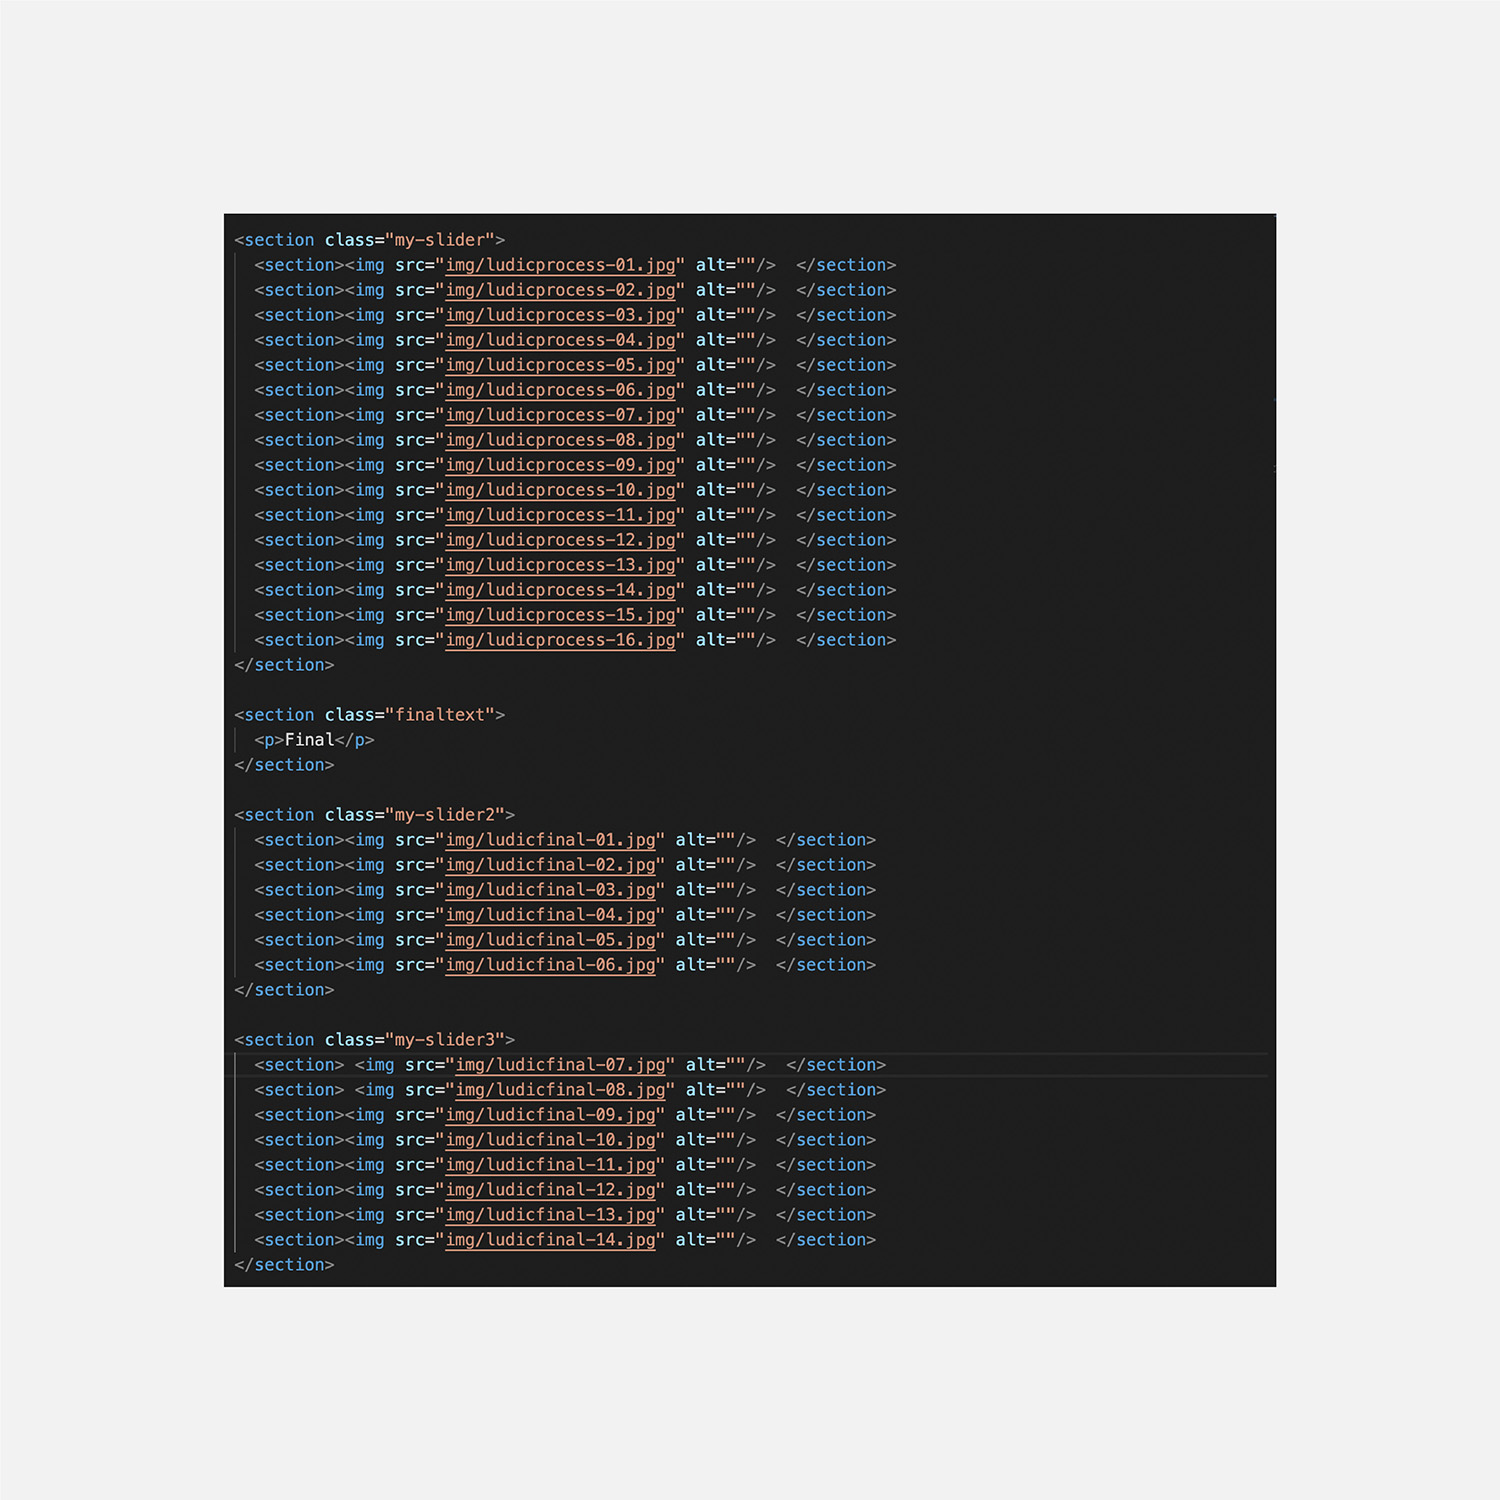 <section class="my-slider">
<section><img src="img/ludicprocess-01.jpg" alt=""/>  </section>
<section><img src="img/ludicprocess-02.jpg" alt=""/>  </section>
<section><img src="img/ludicprocess-03.jpg" alt=""/>  </section>
<section><img src="img/ludicprocess-04.jpg" alt=""/>  </section>
<section><img src="img/ludicprocess-05.jpg" alt=""/>  </section>
<section><img src="img/ludicprocess-06.jpg" alt=""/>  </section>
<section><img src="img/ludicprocess-07.jpg" alt=""/>  </section>
<section><img src="img/ludicprocess-08.jpg" alt=""/>  </section>
<section><img src="img/ludicprocess-09.jpg" alt=""/>  </section>
<section><img src="img/ludicprocess-10.jpg" alt=""/>  </section>
<section><img src="img/ludicprocess-11.jpg" alt=""/>  </section>
<section><img src="img/ludicprocess-12.jpg" alt=""/>  </section>
<section><img src="img/ludicprocess-13.jpg" alt=""/>  </section>
<section><img src="img/ludicprocess-14.jpg" alt=""/>  </section>
<section><img src="img/ludicprocess-15.jpg" alt=""/>  </section>
<section><img src="img/ludicprocess-16.jpg" alt=""/>  </section>
</section>
<section class="finaltext">
<p>Final</p>
</section>
<section class="my-slider2">
<section><img src="img/ludicfinal-01.jpg" alt=""/>  </section>
<section><img src="img/ludicfinal-02.jpg" alt=""/>  </section>
<section><img src="img/ludicfinal-03.jpg" alt=""/>  </section>
<section><img src="img/ludicfinal-04.jpg" alt=""/>  </section>
<section><img src="img/ludicfinal-05.jpg" alt=""/>  </section>
<section><img src="img/ludicfinal-06.jpg" alt=""/>  </section>
</section>
<section class="my-slider3">
<section> <img src="img/ludicfinal-07.jpg" alt=""/>  </section>
<section> <img src="img/ludicfinal-08.jpg" alt=""/>  </section>
<section><img src="img/ludicfinal-09.jpg" alt=""/>  </section>
<section><img src="img/ludicfinal-10.jpg" alt=""/>  </section>
<section><img src="img/ludicfinal-11.jpg" alt=""/>  </section>
<section><img src="img/ludicfinal-12.jpg" alt=""/>  </section>
<section><img src="img/ludicfinal-13.jpg" alt=""/>  </section>
<section><img src="img/ludicfinal-14.jpg" alt=""/>  </section>
</section>